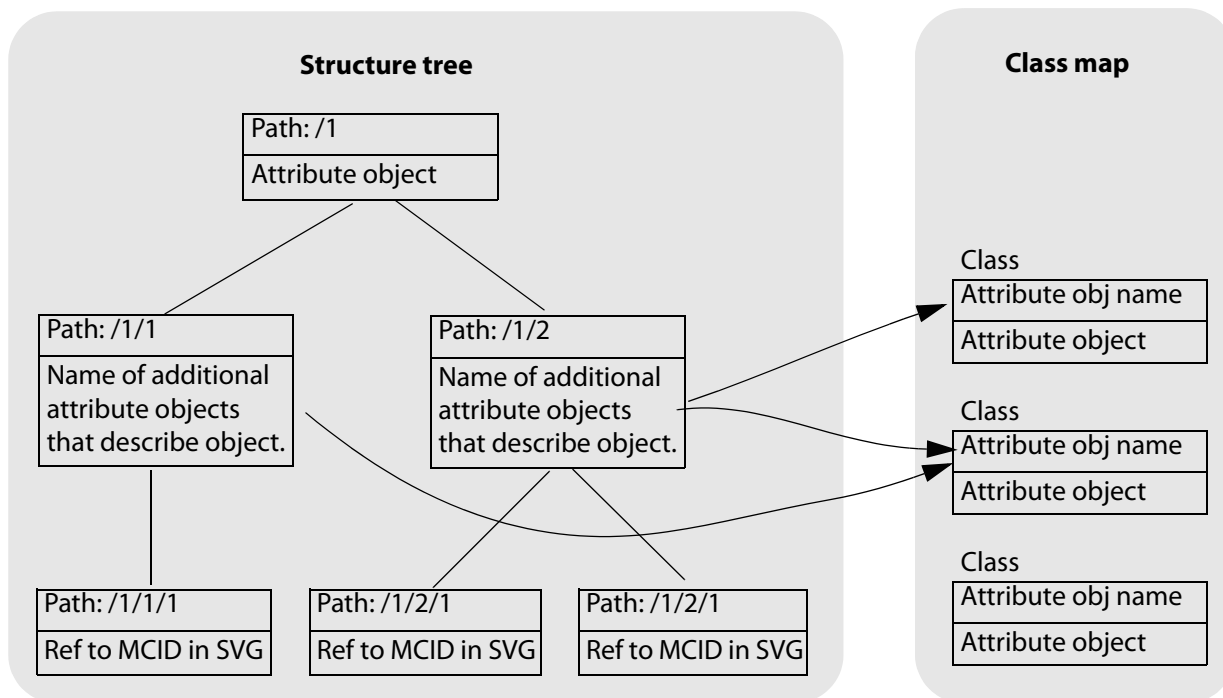 Structure tree
Path: /1
Attribute object
Path: /1/1
Name of additional
attribute objects
that describe object.
Path: /1/2
Name of additional
attribute objects
that describe object.
Path: /1/1/1
Ref to MCID in SVG
Path: /1/2/1
Ref to MCID in SVG
Path: /1/2/1
Ref to MCID in SVG
Class map
Class
Attribute obj name
Attribute object
Class
Attribute obj name
Attribute object
Class
Attribute obj name
Attribute object